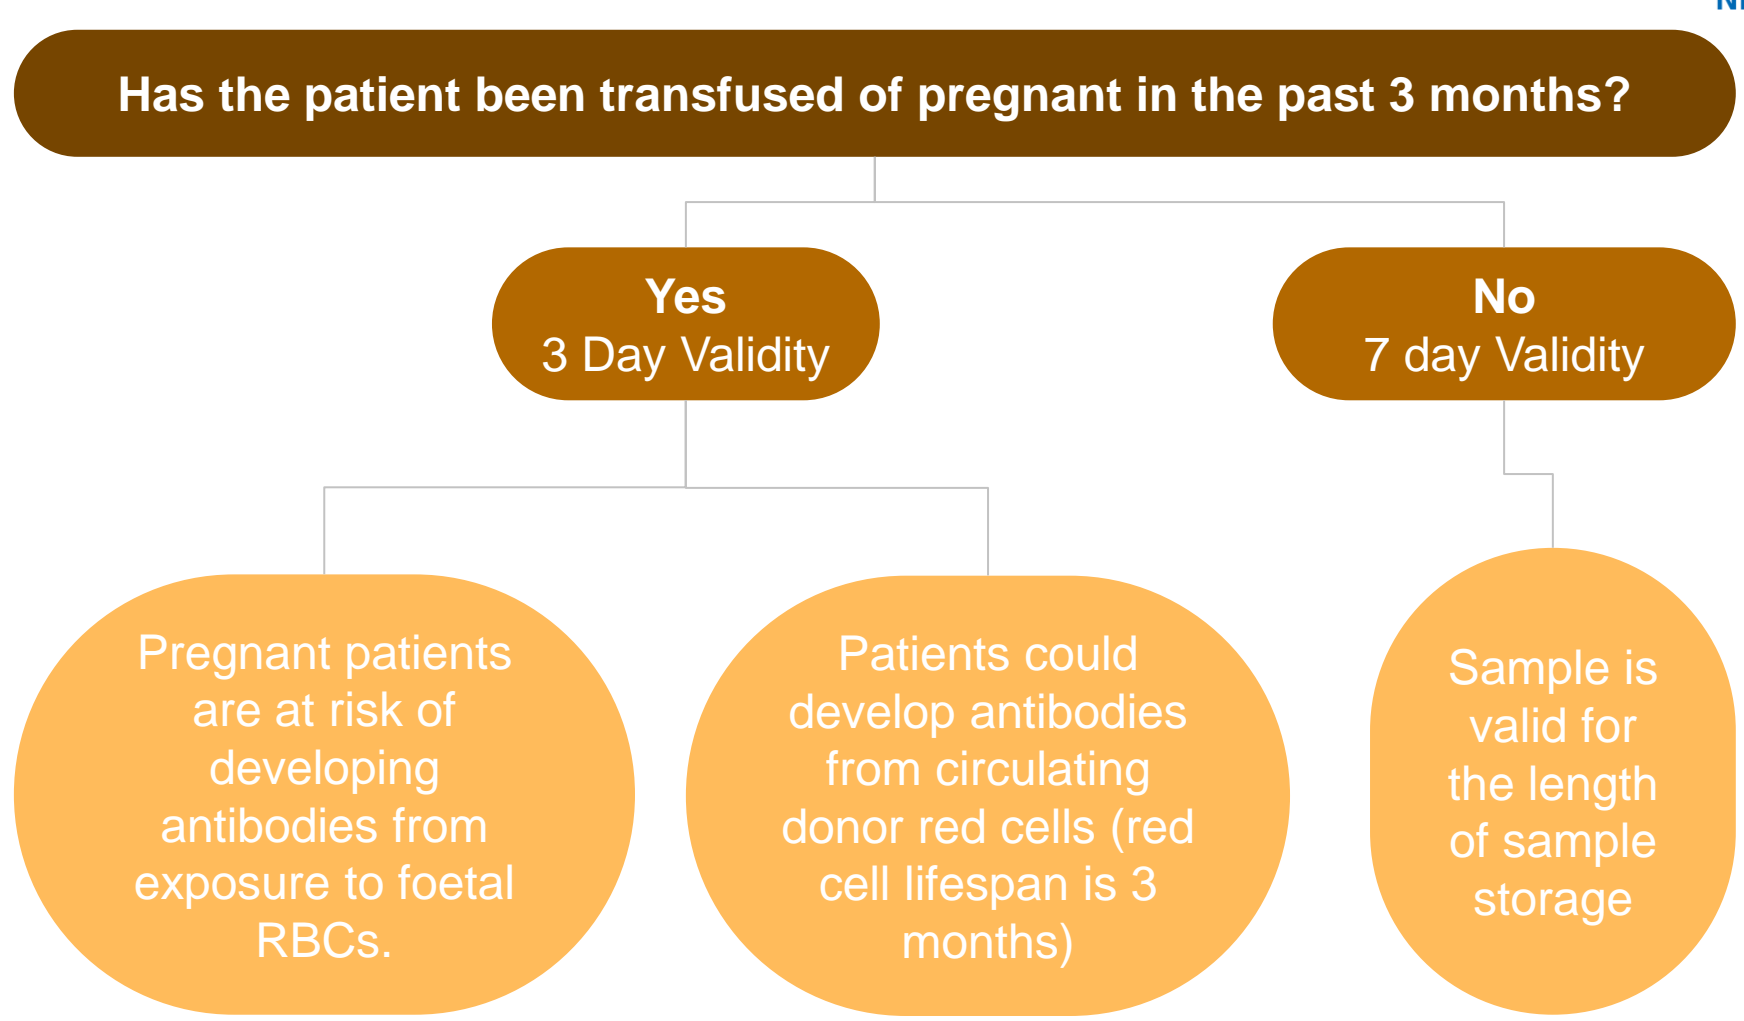 Has the patient been transfused of pregnant in the past 3 months?
Yes
3 Day Validity
No
7 day Validity
Pregnant patients
are at risk of
developing
antibodies from
exposure to foetal
RBCs.
Patients could
develop antibodies
from circulating
donor red cells (red
cell lifespan is 3
months)
Sample is
valid for
the length
of sample
storage